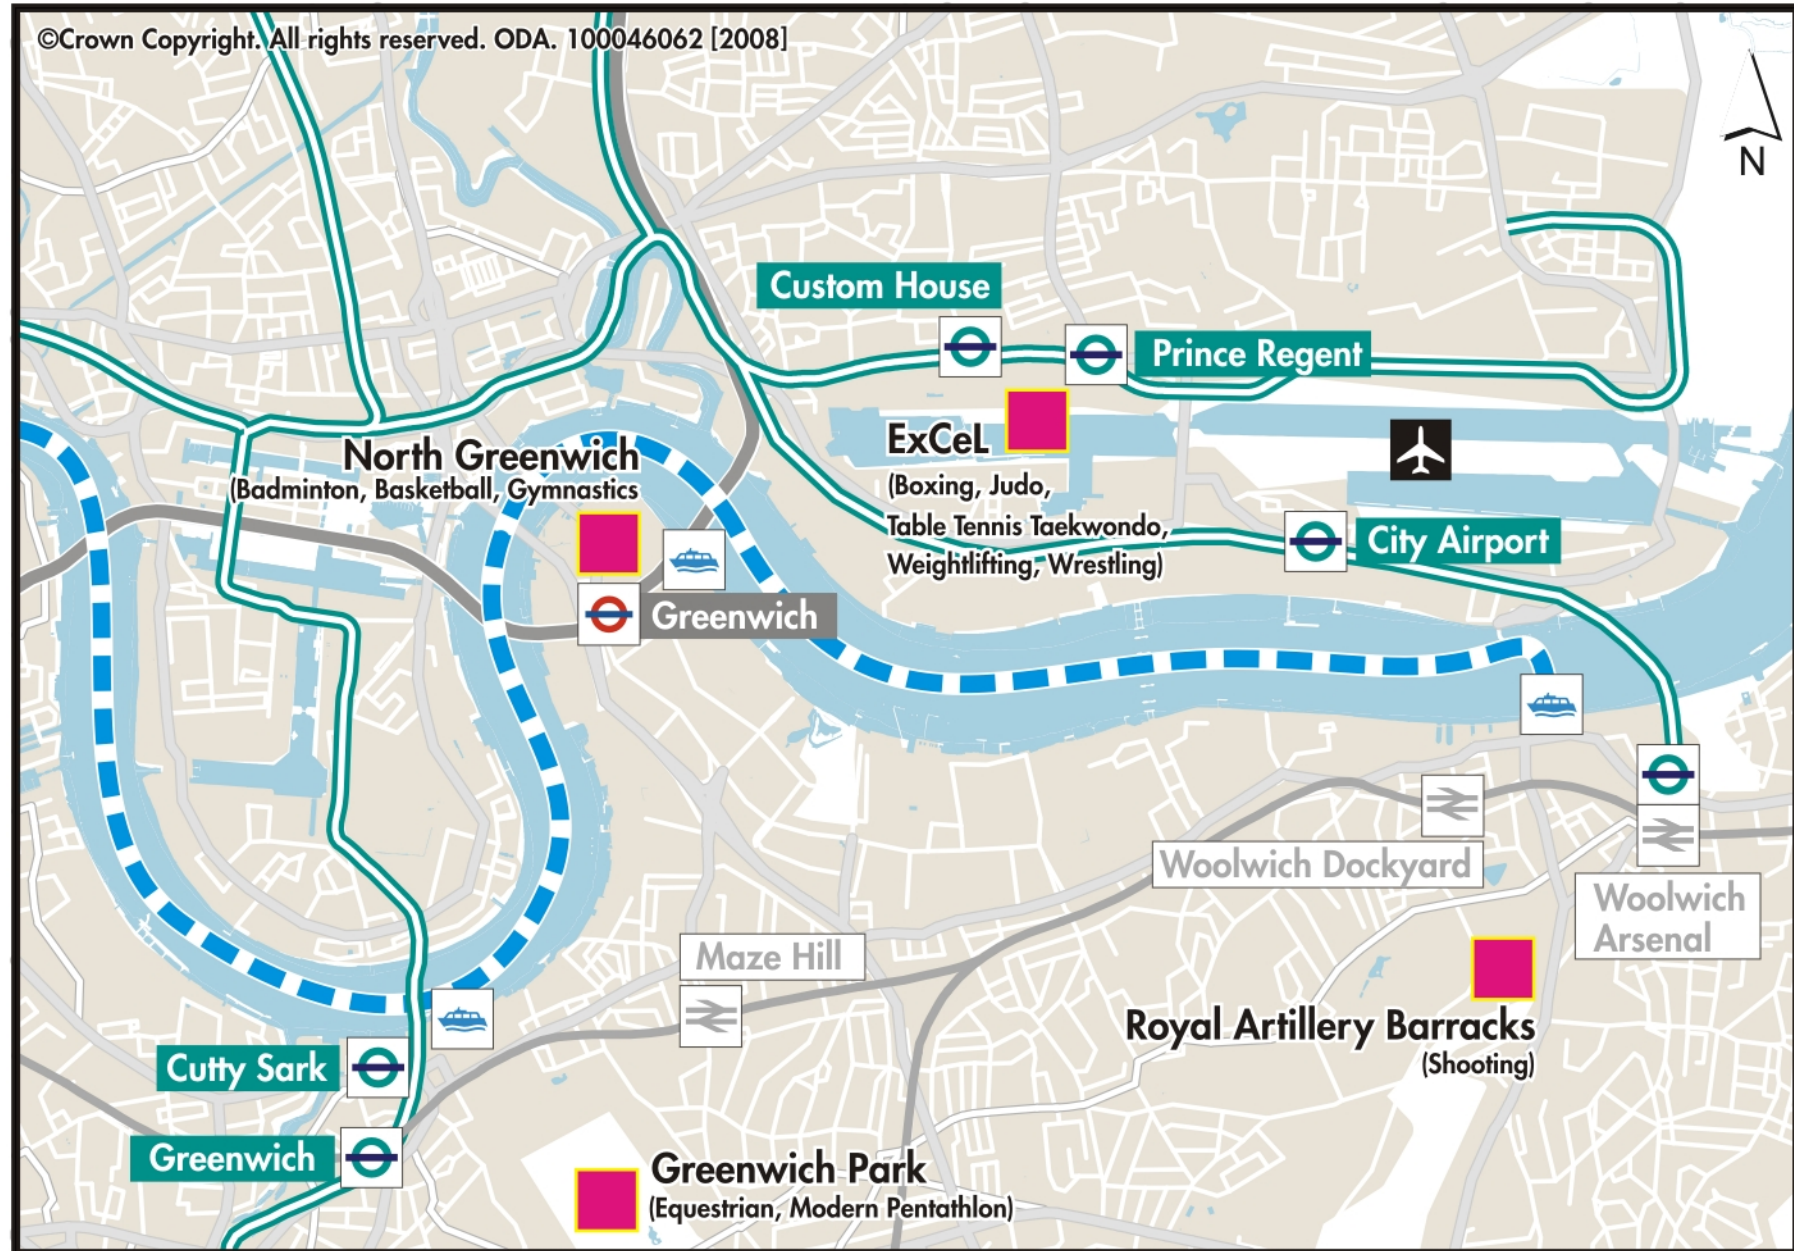 ©Crown Copyright. All rights reserved. ODA. 100046062 [2008]
N
Custom House
Prince Regent
North Greenwich
(Badminton, Basketball, Gymnastics
ExCeL
(Boxing, Judo,
Table Tennis Taekwondo,
Weightlifting, Wrestling)
City Airport
Greenwich
Woolwich Dockyard
Woolwich
Arsenal
Maze Hill
Royal Artillery Barracks
(Shooting)
Cutty Sark
Greenwich
Greenwich Park
(Equestrian, Modern Pentathlon)